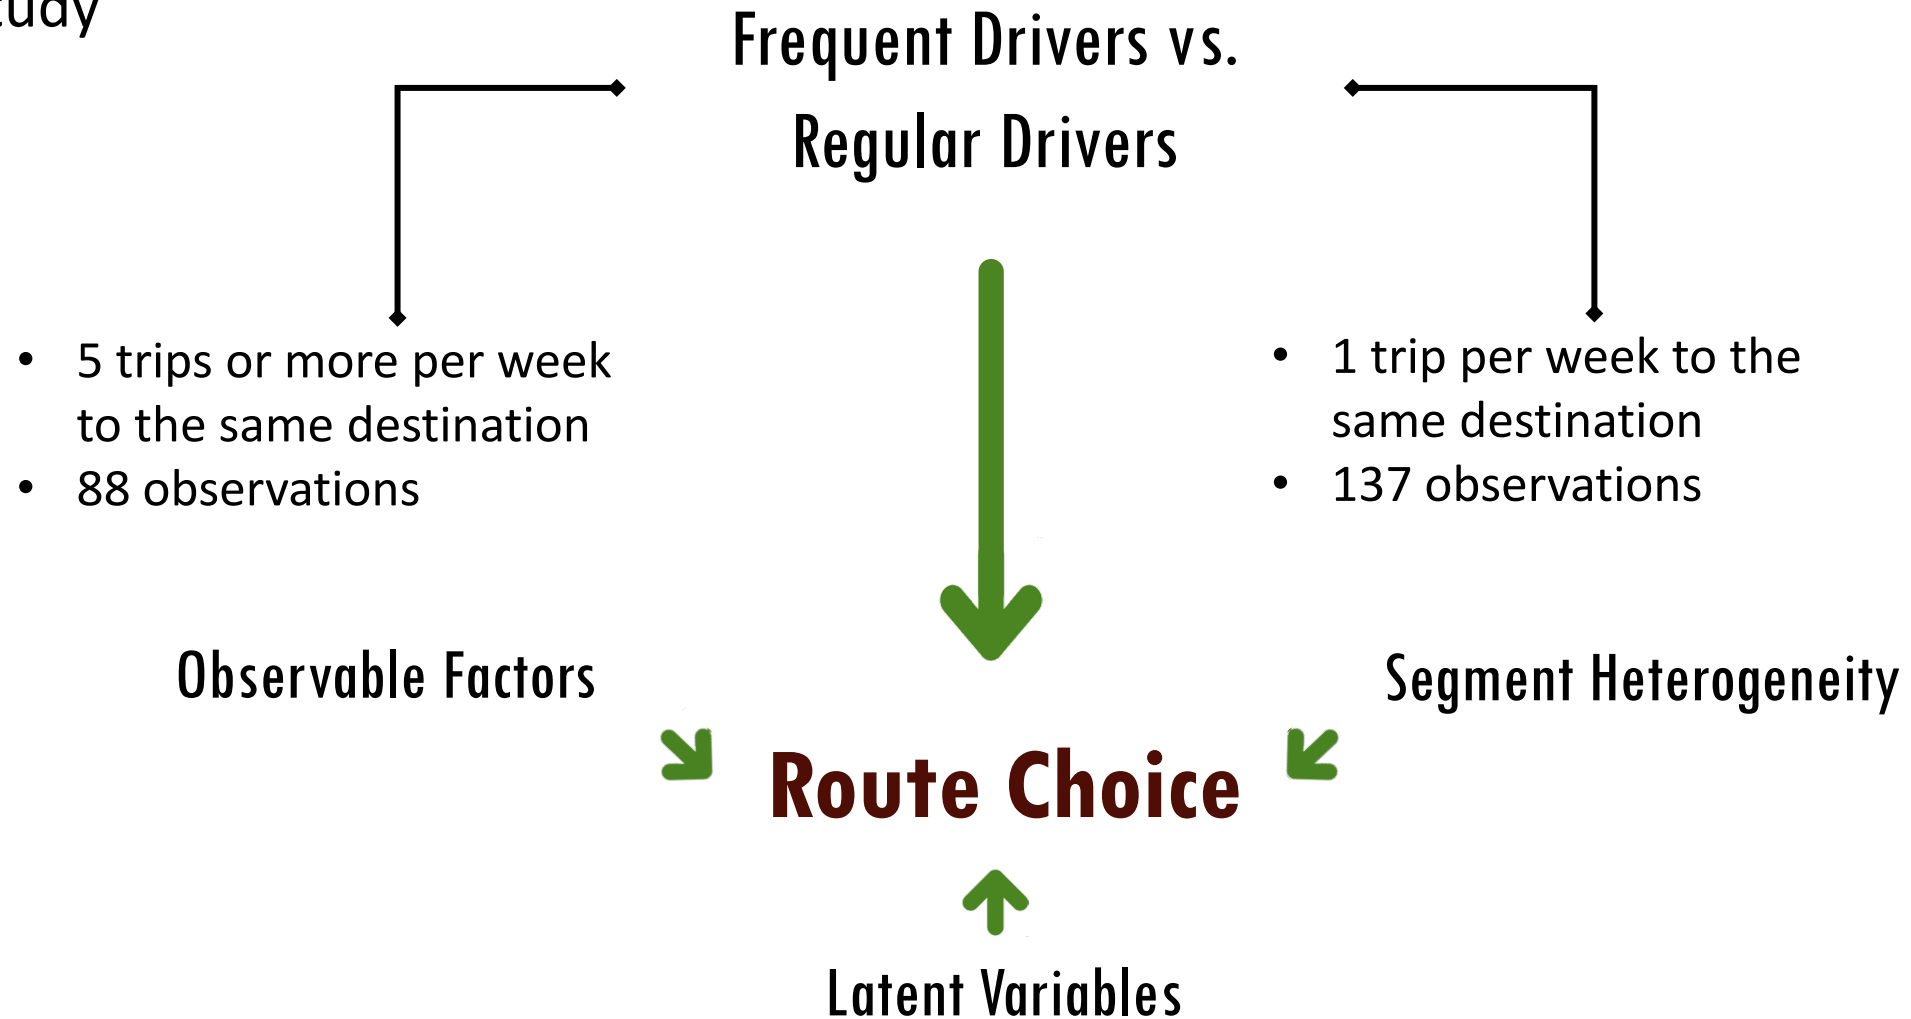 Frequent Drivers vs.
Regular Drivers
• 5 trips or more per week
to the same destination
• 88 observations
• 1 trip per week to the
same destination
• 137 observations
Observable Factors
Segment Heterogeneity
Route Choice
Latent Variables